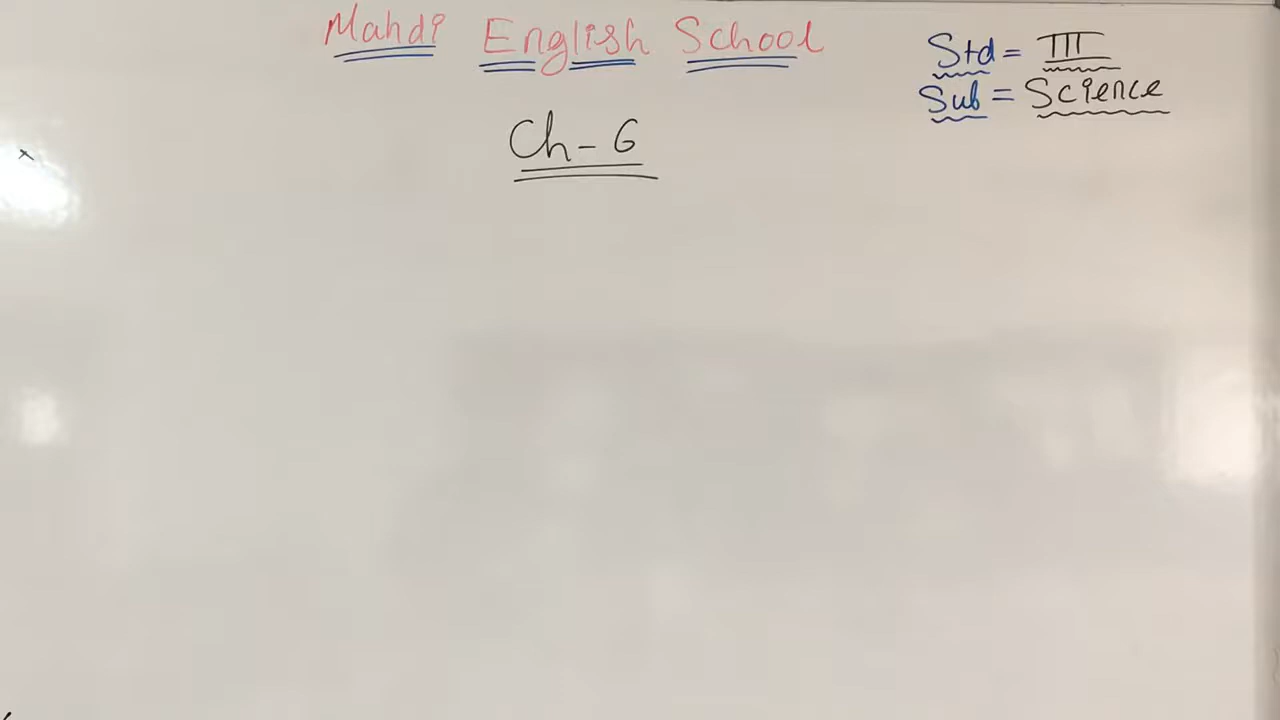 Mahdi English School
Std = III
Sub = Science
Ch - 6